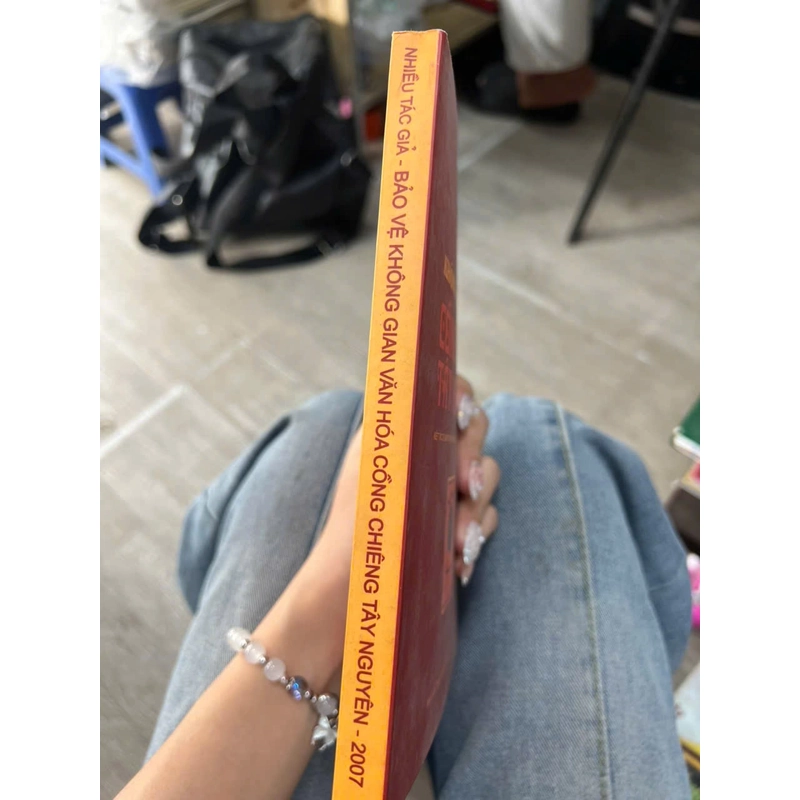 NHIỀU TÁC GIẢ - BẢO VỆ KHÔNG GIAN VĂN HÓA CỒNG CHIÊNG TÂY NGUYÊN - 2007